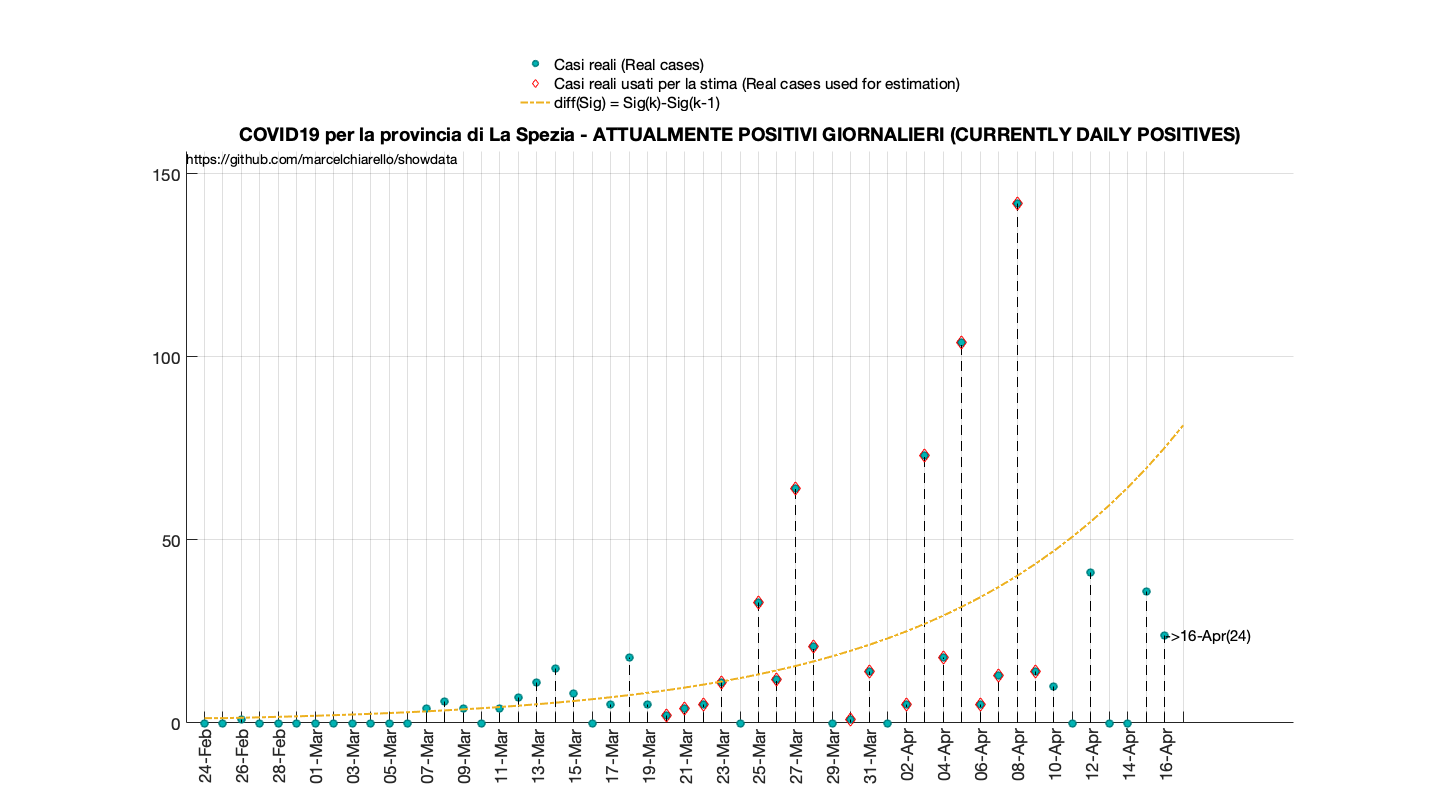 Casi reali (Real cases)
Casi reali usati per la stima (Real cases used for estimation)
diff(Sig) = Sig(k)-Sig(k-1)
COVID19 per la provincia di La Spezia - ATTUALMENTE POSITIVI GIORNALIERI (CURRENTLY DAILY POSITIVES)
https://github.com/marcelchiarello/showdata
150
100
50
0
->16-Apr(24)
24-Feb
26-Feb
28-Feb
01-Mar
03-Mar
05-Mar
07-Mar
09-Mar
11-Mar
13-Mar
15-Mar
17-Mar
19-Mar
21-Mar
23-Mar
25-Mar
27-Mar
29-Mar
31-Mar
02-Apr
04-Apr
06-Apr
08-Apr
10-Apr
12-Apr
14-Apr
16-Apr